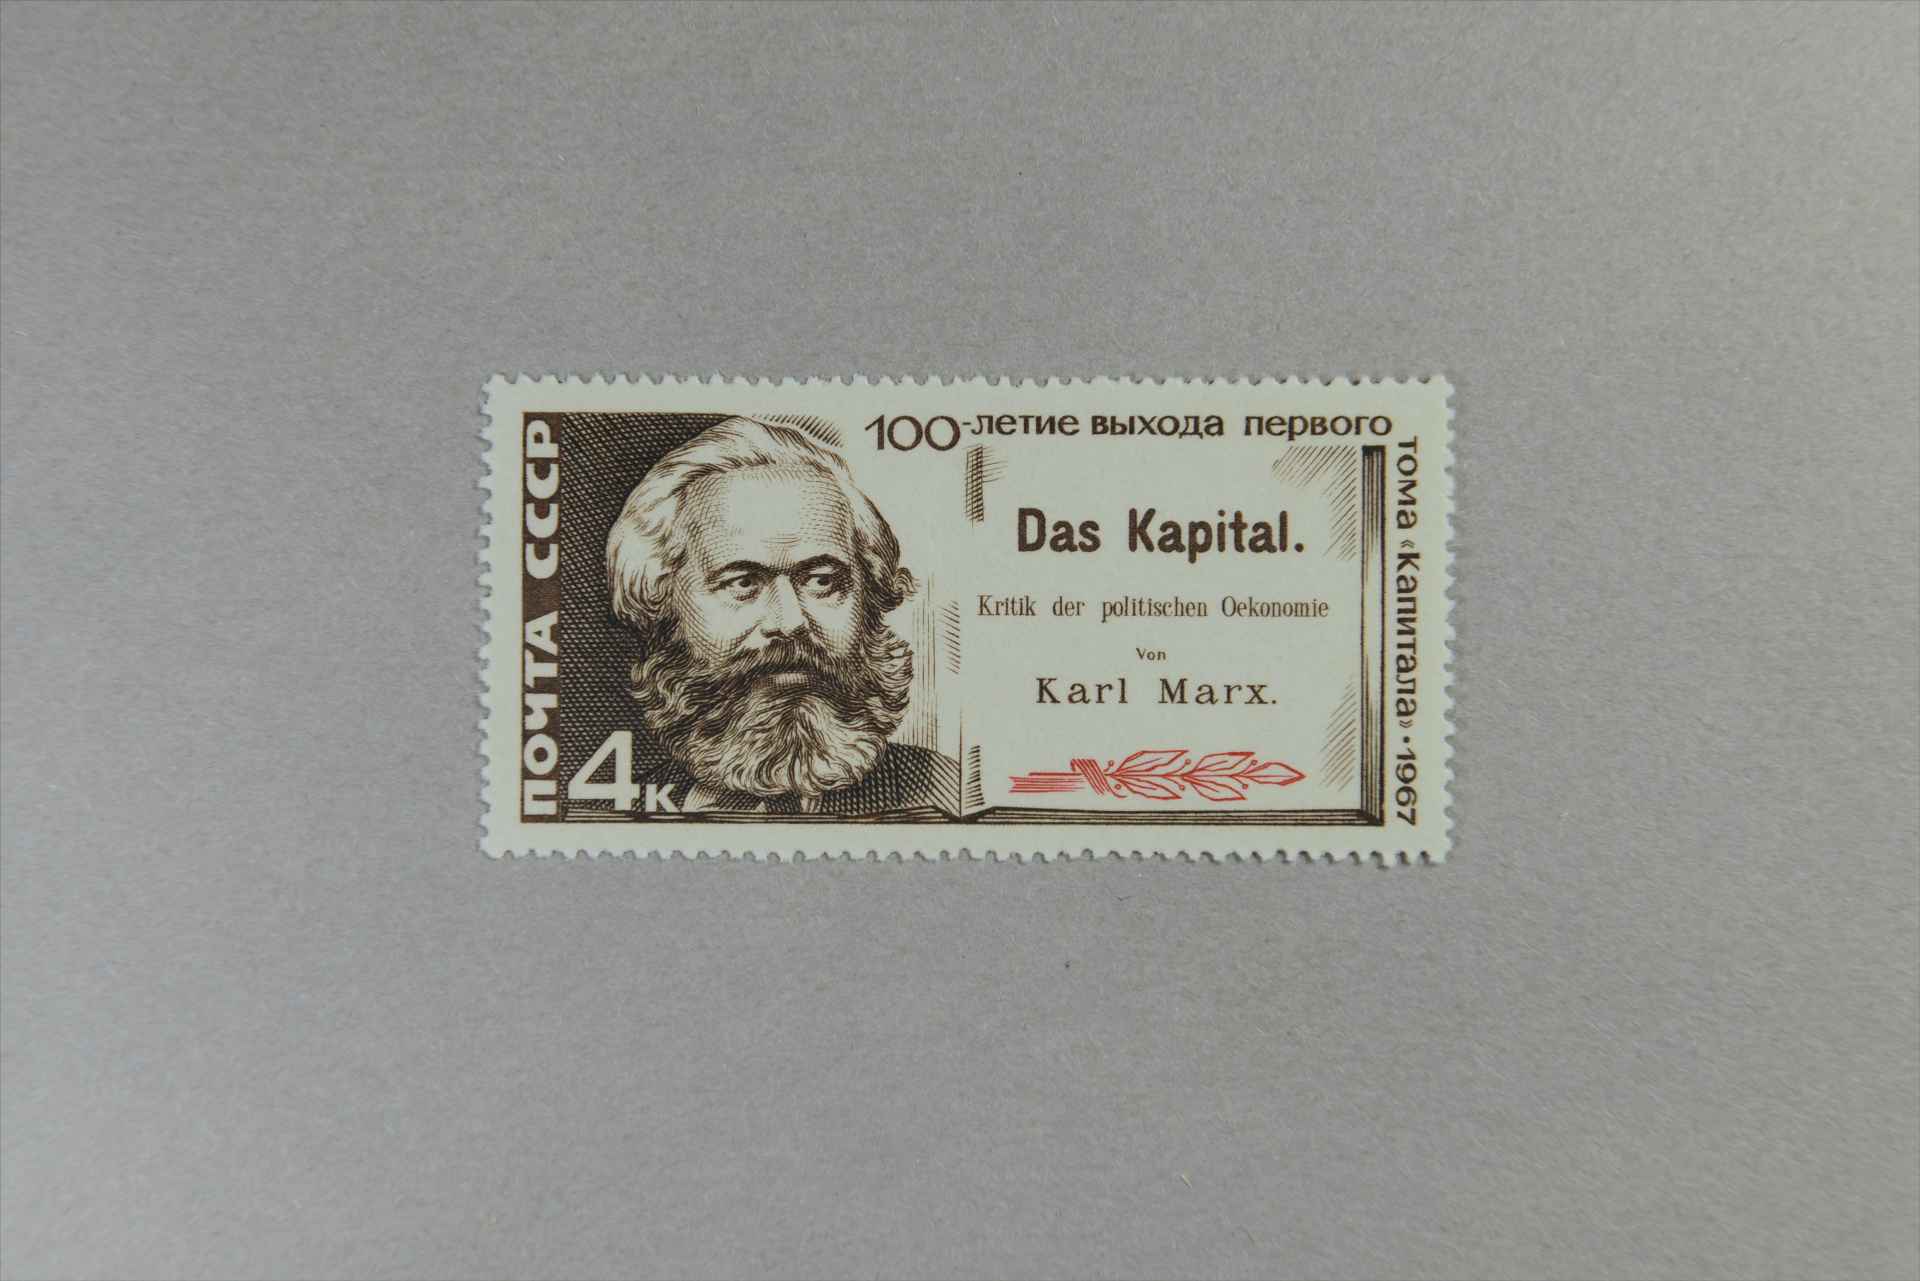 ПОЧТА СССР
4к
100-летие выхода первого
тома «Капитала»·1967
Das Kapital.
Kritik der politischen Oekonomie
Von
Karl Marx.